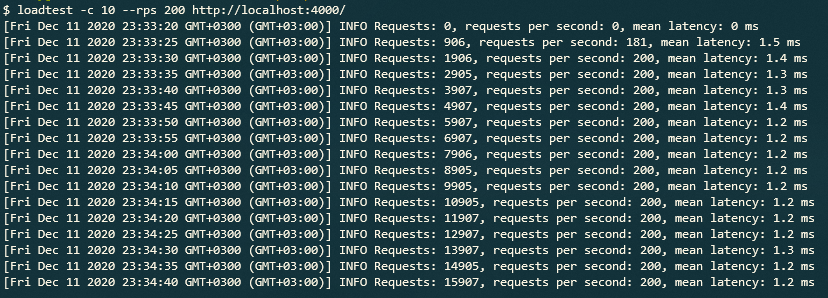 $ loadtest -c 10 --rps 200 http://localhost:4000/
[Fri Dec 11 2020 23:33:20 GMT+0300 (GMT+03:00)] INFO Requests: 0, requests per second: 0, mean latency: 0 ms
[Fri Dec 11 2020 23:33:25 GMT+0300 (GMT+03:00)] INFO Requests: 906, requests per second: 181, mean latency: 1.5 ms
[Fri Dec 11 2020 23:33:30 GMT+0300 (GMT+03:00)] INFO Requests: 1906, requests per second: 200, mean latency: 1.4 ms
[Fri Dec 11 2020 23:33:35 GMT+0300 (GMT+03:00)] INFO Requests: 2905, requests per second: 200, mean latency: 1.3 ms
[Fri Dec 11 2020 23:33:40 GMT+0300 (GMT+03:00)] INFO Requests: 3907, requests per second: 200, mean latency: 1.3 ms
[Fri Dec 11 2020 23:33:45 GMT+0300 (GMT+03:00)] INFO Requests: 4907, requests per second: 200, mean latency: 1.4 ms
[Fri Dec 11 2020 23:33:50 GMT+0300 (GMT+03:00)] INFO Requests: 5907, requests per second: 200, mean latency: 1.2 ms
[Fri Dec 11 2020 23:33:55 GMT+0300 (GMT+03:00)] INFO Requests: 6907, requests per second: 200, mean latency: 1.2 ms
[Fri Dec 11 2020 23:34:00 GMT+0300 (GMT+03:00)] INFO Requests: 7906, requests per second: 200, mean latency: 1.2 ms
[Fri Dec 11 2020 23:34:05 GMT+0300 (GMT+03:00)] INFO Requests: 8905, requests per second: 200, mean latency: 1.2 ms
[Fri Dec 11 2020 23:34:10 GMT+0300 (GMT+03:00)] INFO Requests: 9905, requests per second: 200, mean latency: 1.2 ms
[Fri Dec 11 2020 23:34:15 GMT+0300 (GMT+03:00)] INFO Requests: 10905, requests per second: 200, mean latency: 1.2 ms
[Fri Dec 11 2020 23:34:20 GMT+0300 (GMT+03:00)] INFO Requests: 11907, requests per second: 200, mean latency: 1.2 ms
[Fri Dec 11 2020 23:34:25 GMT+0300 (GMT+03:00)] INFO Requests: 12907, requests per second: 200, mean latency: 1.2 ms
[Fri Dec 11 2020 23:34:30 GMT+0300 (GMT+03:00)] INFO Requests: 13907, requests per second: 200, mean latency: 1.3 ms
[Fri Dec 11 2020 23:34:35 GMT+0300 (GMT+03:00)] INFO Requests: 14905, requests per second: 200, mean latency: 1.2 ms
[Fri Dec 11 2020 23:34:40 GMT+0300 (GMT+03:00)] INFO Requests: 15907, requests per second: 200, mean latency: 1.2 ms